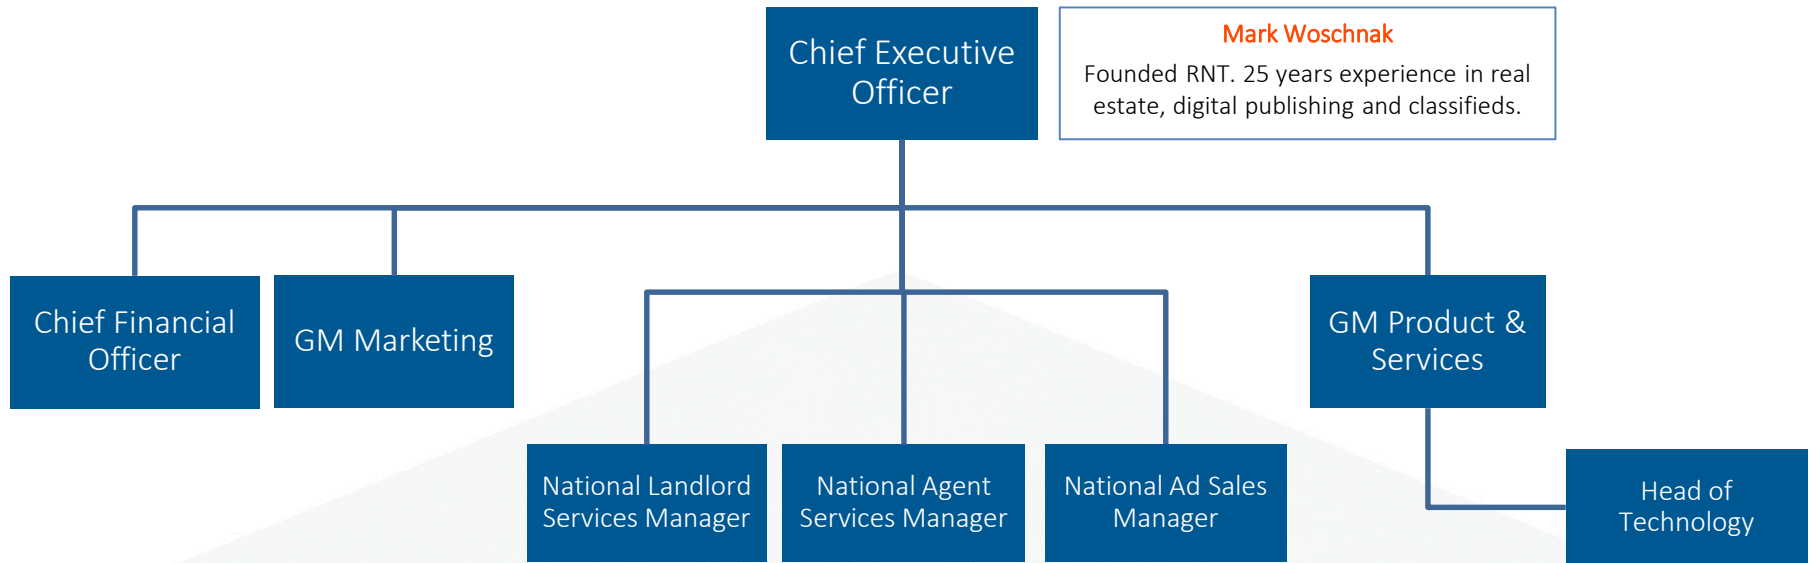 Chief Executive
Officer
Mark Woschnak
Founded RNT. 25 years experience in real
estate, digital publishing and classifieds.
Chief Financial
Officer
GM Marketing
GM Product &
Services
National Landlord
Services Manager
National Agent
Services Manager
National Ad Sales
Manager
Head of
Technology